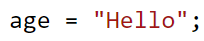 age = "Hello";